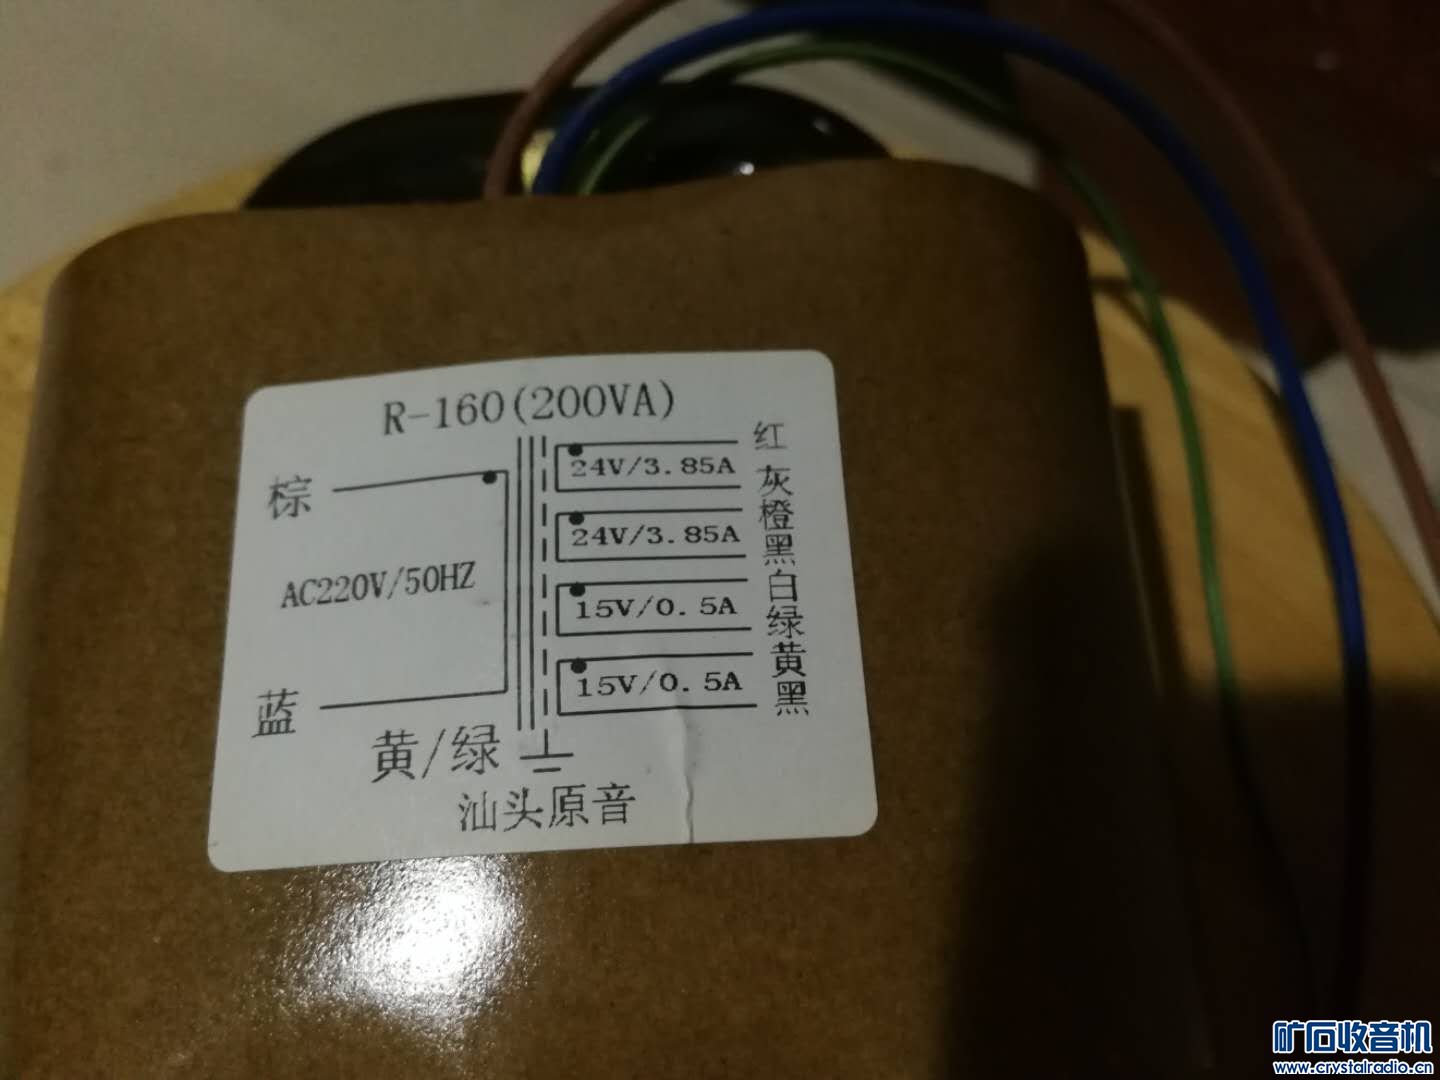 R-160(200VA)
红
24V/3.85A
灰
棕
橙
24V/3.85A
黑
AC220V/50HZ
白
15V/0.5A
绿
黄
15V/0.5A
黑
蓝
黄/绿
汕头原音
矿石收音机
www.crystalradio.cn